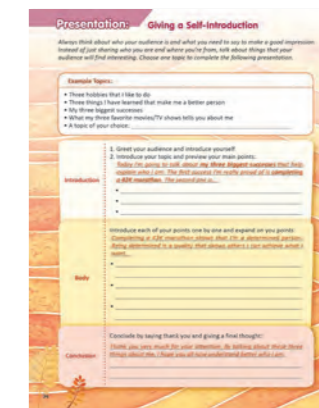 Presentation: Giving a Self-Introduction
Always think about who your audience is and what you need to say to make a good impression
Instead of just sharing who you are and where you're from, talk about things that your
audience will find interesting. Choose one topic to complete the following presentation.
Example Topics:
• Three hobbies that I like to do
• Three things I have learned that make me a better person
• My three biggest successes
• What my three favorite movies/TV shows tells you about me
• A topic of your choice:
Introduction
1. Greet your audience and introduce yourself
2. Introduce your topic and preview your main points:
Today I'm going to talk about my three biggest successes that help
explain who I am. The first success I'm really proud of is completing
a 42K marathon. The second one is...
•
•
•
Body
Introduce each of your points one by one and expand on you points:
Completing a 42K marathon shows that I'm a determined person.
Being determined is a quality that shows others I can achieve what I
want.
•
•
•
Conclusion
Conclude by saying thank you and giving a final thought:
Thank you very much for your attention. By talking about these three
things about me, I hope you all now understand better who I am.